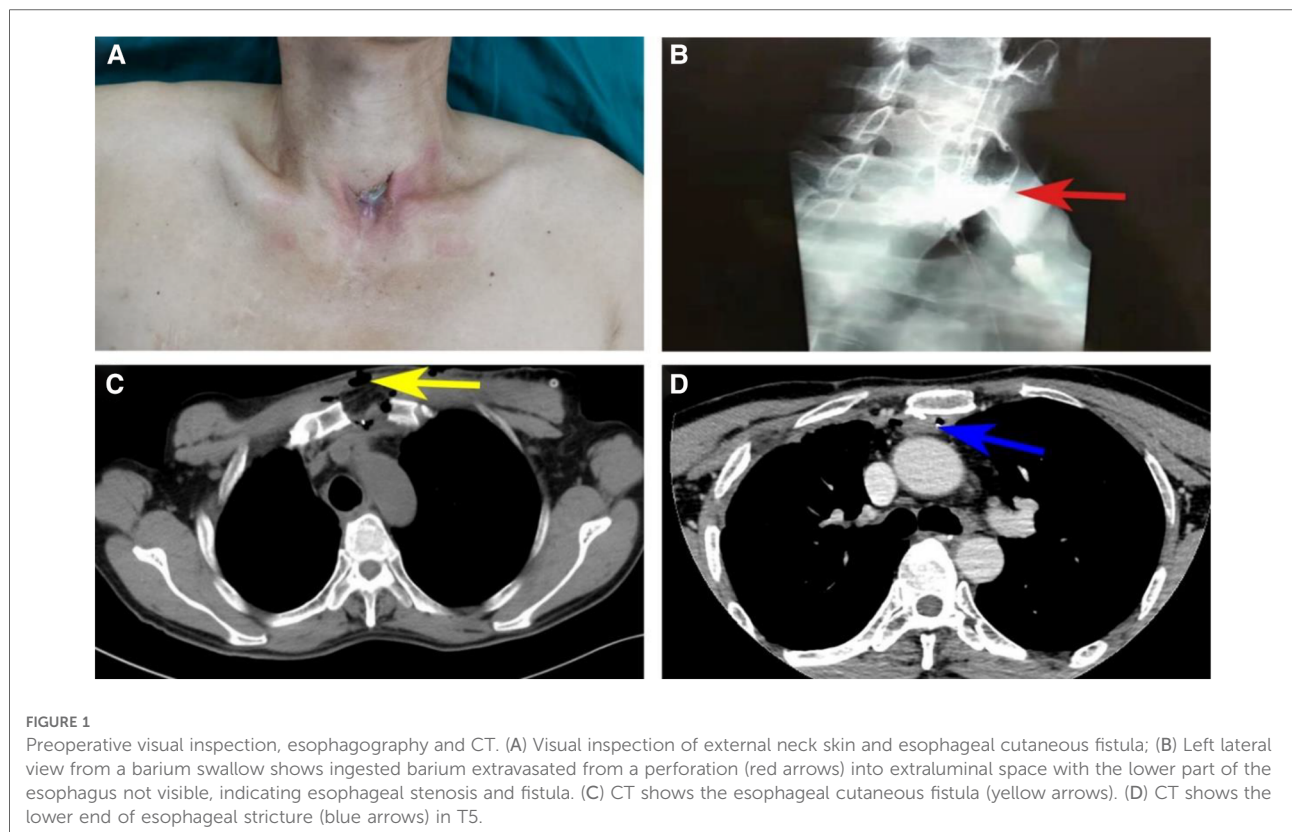 A
B
C
D
FIGURE 1
Preoperative visual inspection, esophagography and CT. (A) Visual inspection of external neck skin and esophageal cutaneous fistula; (B) Left lateral
view from a barium swallow shows ingested barium extravasated from a perforation (red arrows) into extraluminal space with the lower part of the
esophagus not visible, indicating esophageal stenosis and fistula. (C) CT shows the esophageal cutaneous fistula (yellow arrows). (D) CT shows the
lower end of esophageal stricture (blue arrows) in T5.